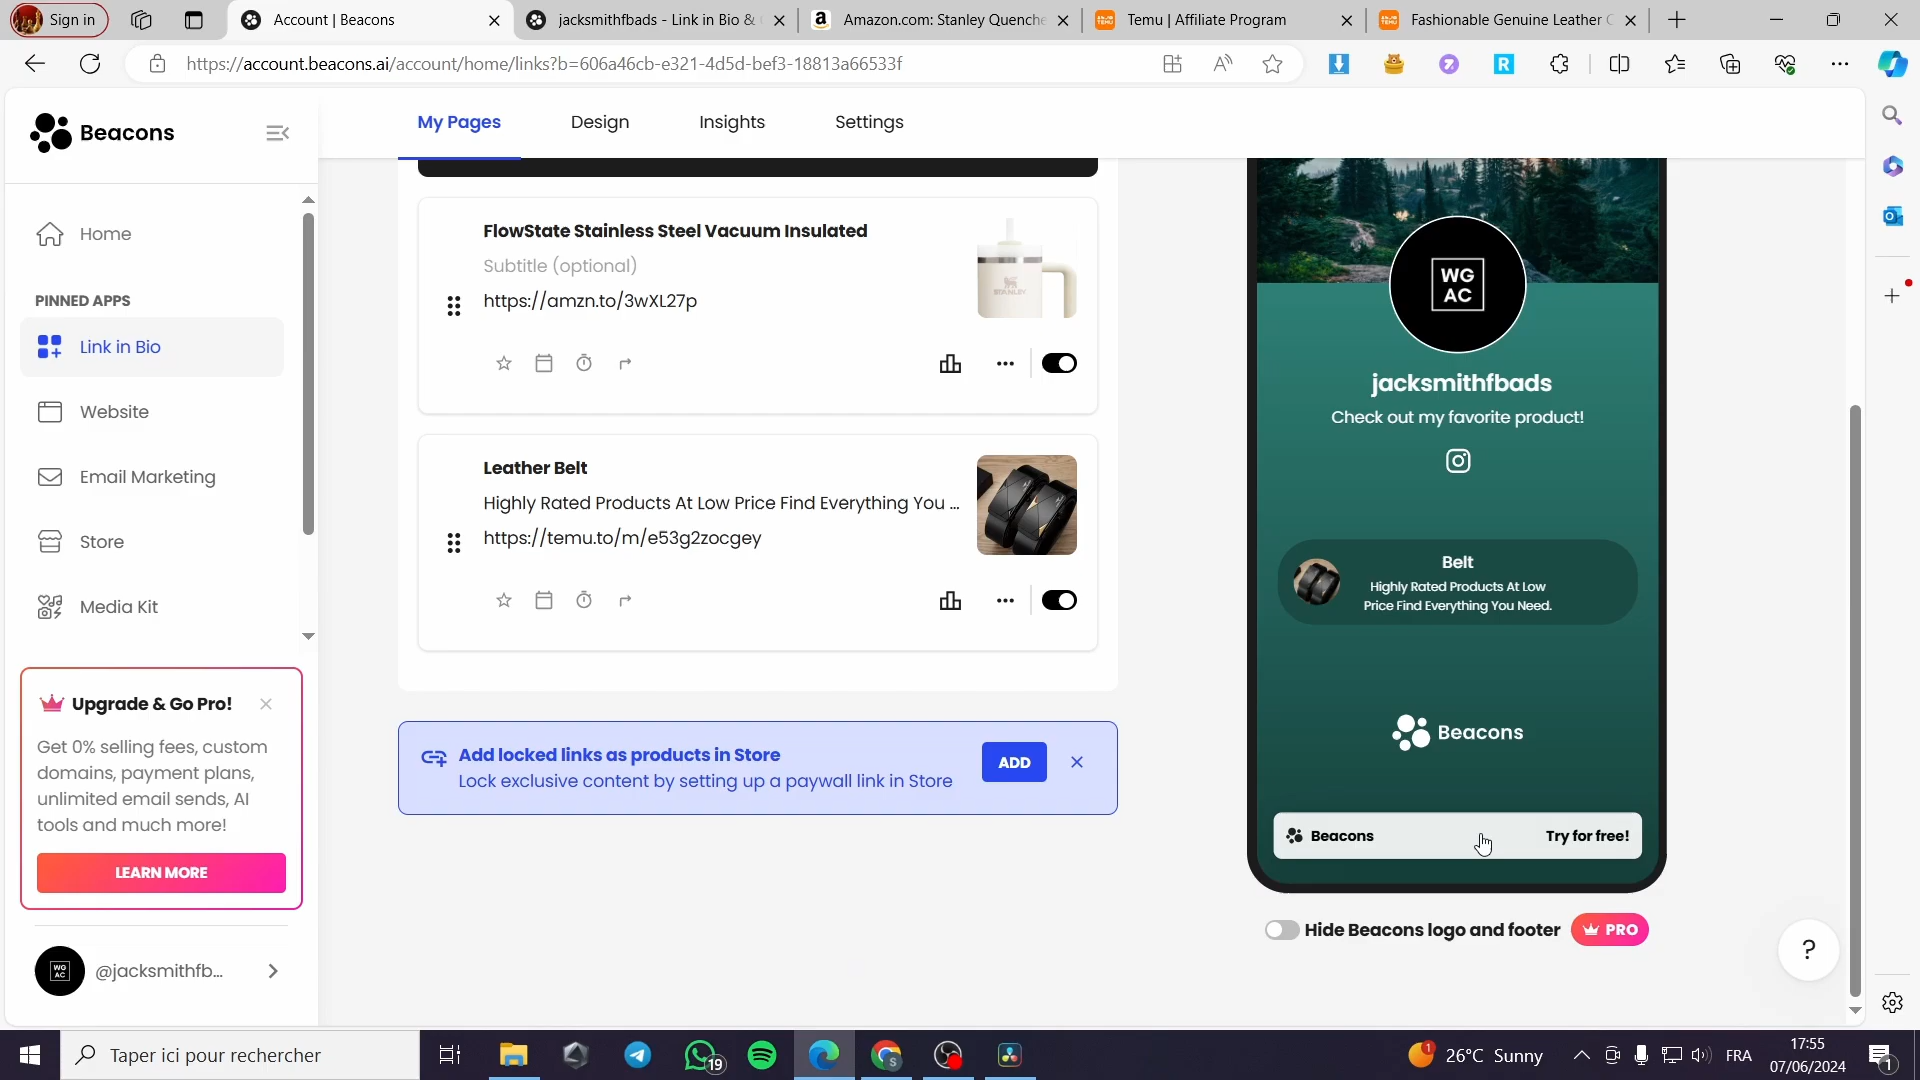 Sign in
Account | Beacons
jacksmithfbads - Link in Bio &
Amazon.com: Stanley Quenche
Temu | Affiliate Program
Fashionable Genuine Leather
https://account.beacons.ai/account/home/links?b=606a46cb-e321-4d5d-bef3-18813a66533f
Beacons
My Pages
Design
Insights
Settings
Home
PINNED APPS
Link in Bio
Website
Email Marketing
Store
Media Kit
Upgrade & Go Pro!
Get 0% selling fees, custom
domains, payment plans,
unlimited email sends, AI
tools and much more!
LEARN MORE
@jacksmithfb...
FlowState Stainless Steel Vacuum Insulated
Subtitle (optional)
https://amzn.to/3wXL27p
Leather Belt
Highly Rated Products At Low Price Find Everything You ...
https://temu.to/m/e53g2zocgey
Add locked links as products in Store
Lock exclusive content by setting up a paywall link in Store
ADD
WG
AC
jacksmithfbads
Check out my favorite product!
Belt
Highly Rated Products At Low
Price Find Everything You Need.
Beacons
Beacons
Try for free!
Hide Beacons logo and footer
PRO
?
Taper ici pour rechercher
19
26°C Sunny
FRA
17:55
07/06/2024
1